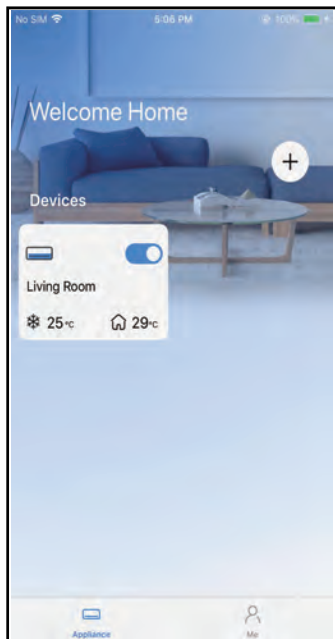 No SIM 5:06 PM 100%
Welcome Home
+
Devices
Living Room
25°C 29°C
Appliance Me